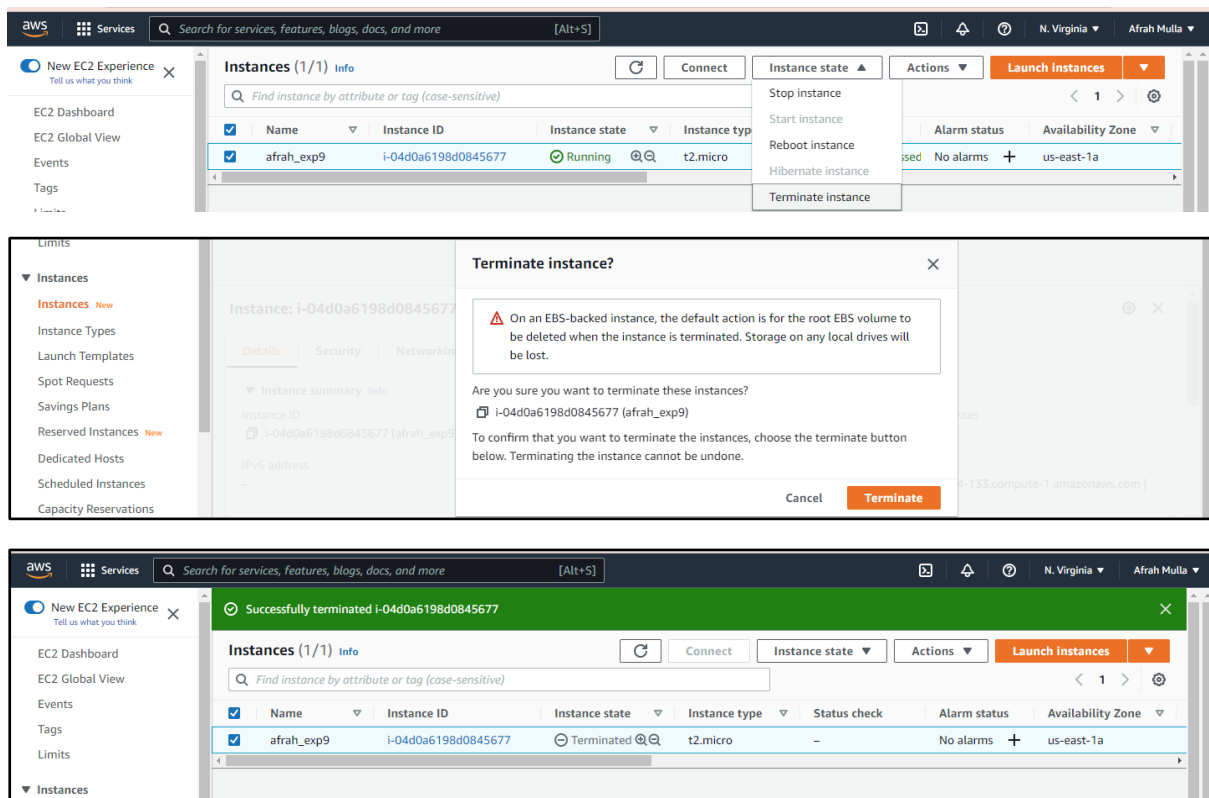 aws Services Search for services, features, blogs, docs, and more [Alt+S] N. Virginia ▼ Afrah Mulla ▼
New EC2 Experience
Tell us what you think
EC2 Dashboard
EC2 Global View
Events
Tags
Limits
Instances (1/1) Info Connect Instance state ▲ Actions ▼ Launch instances ▼
Find instance by attribute or tag (case-sensitive) < 1 >
Name Instance ID Instance state Instance typ Alarm status Availability Zone
afrah_exp9 i-04d0a6198d0845677 Running t2.micro ssed No alarms + us-east-1a
Stop instance
Start instance
Reboot instance
Hibernate instance
Terminate instance
Limits
▼ Instances
Instances New
Instance Types
Launch Templates
Spot Requests
Savings Plans
Reserved Instances New
Dedicated Hosts
Scheduled Instances
Capacity Reservations
Instance: i-04d0a6198d0845677
Details Security Networkin
▼ Instance summary Info
Instance ID
i-04d0a6198d0845677 (afrah_exp9
IPv6 address
–
esses
4-133.compute-1.amazonaws.com |
Terminate instance?
On an EBS-backed instance, the default action is for the root EBS volume to
be deleted when the instance is terminated. Storage on any local drives will
be lost.
Are you sure you want to terminate these instances?
i-04d0a6198d0845677 (afrah_exp9)
To confirm that you want to terminate the instances, choose the terminate button
below. Terminating the instance cannot be undone.
Cancel Terminate
aws Services Search for services, features, blogs, docs, and more [Alt+S] N. Virginia ▼ Afrah Mulla ▼
New EC2 Experience
Tell us what you think
EC2 Dashboard
EC2 Global View
Events
Tags
Limits
▼ Instances
Successfully terminated i-04d0a6198d0845677
Instances (1/1) Info Connect Instance state ▼ Actions ▼ Launch instances ▼
Find instance by attribute or tag (case-sensitive) < 1 >
Name Instance ID Instance state Instance type Status check Alarm status Availability Zone
afrah_exp9 i-04d0a6198d0845677 Terminated t2.micro – No alarms + us-east-1a